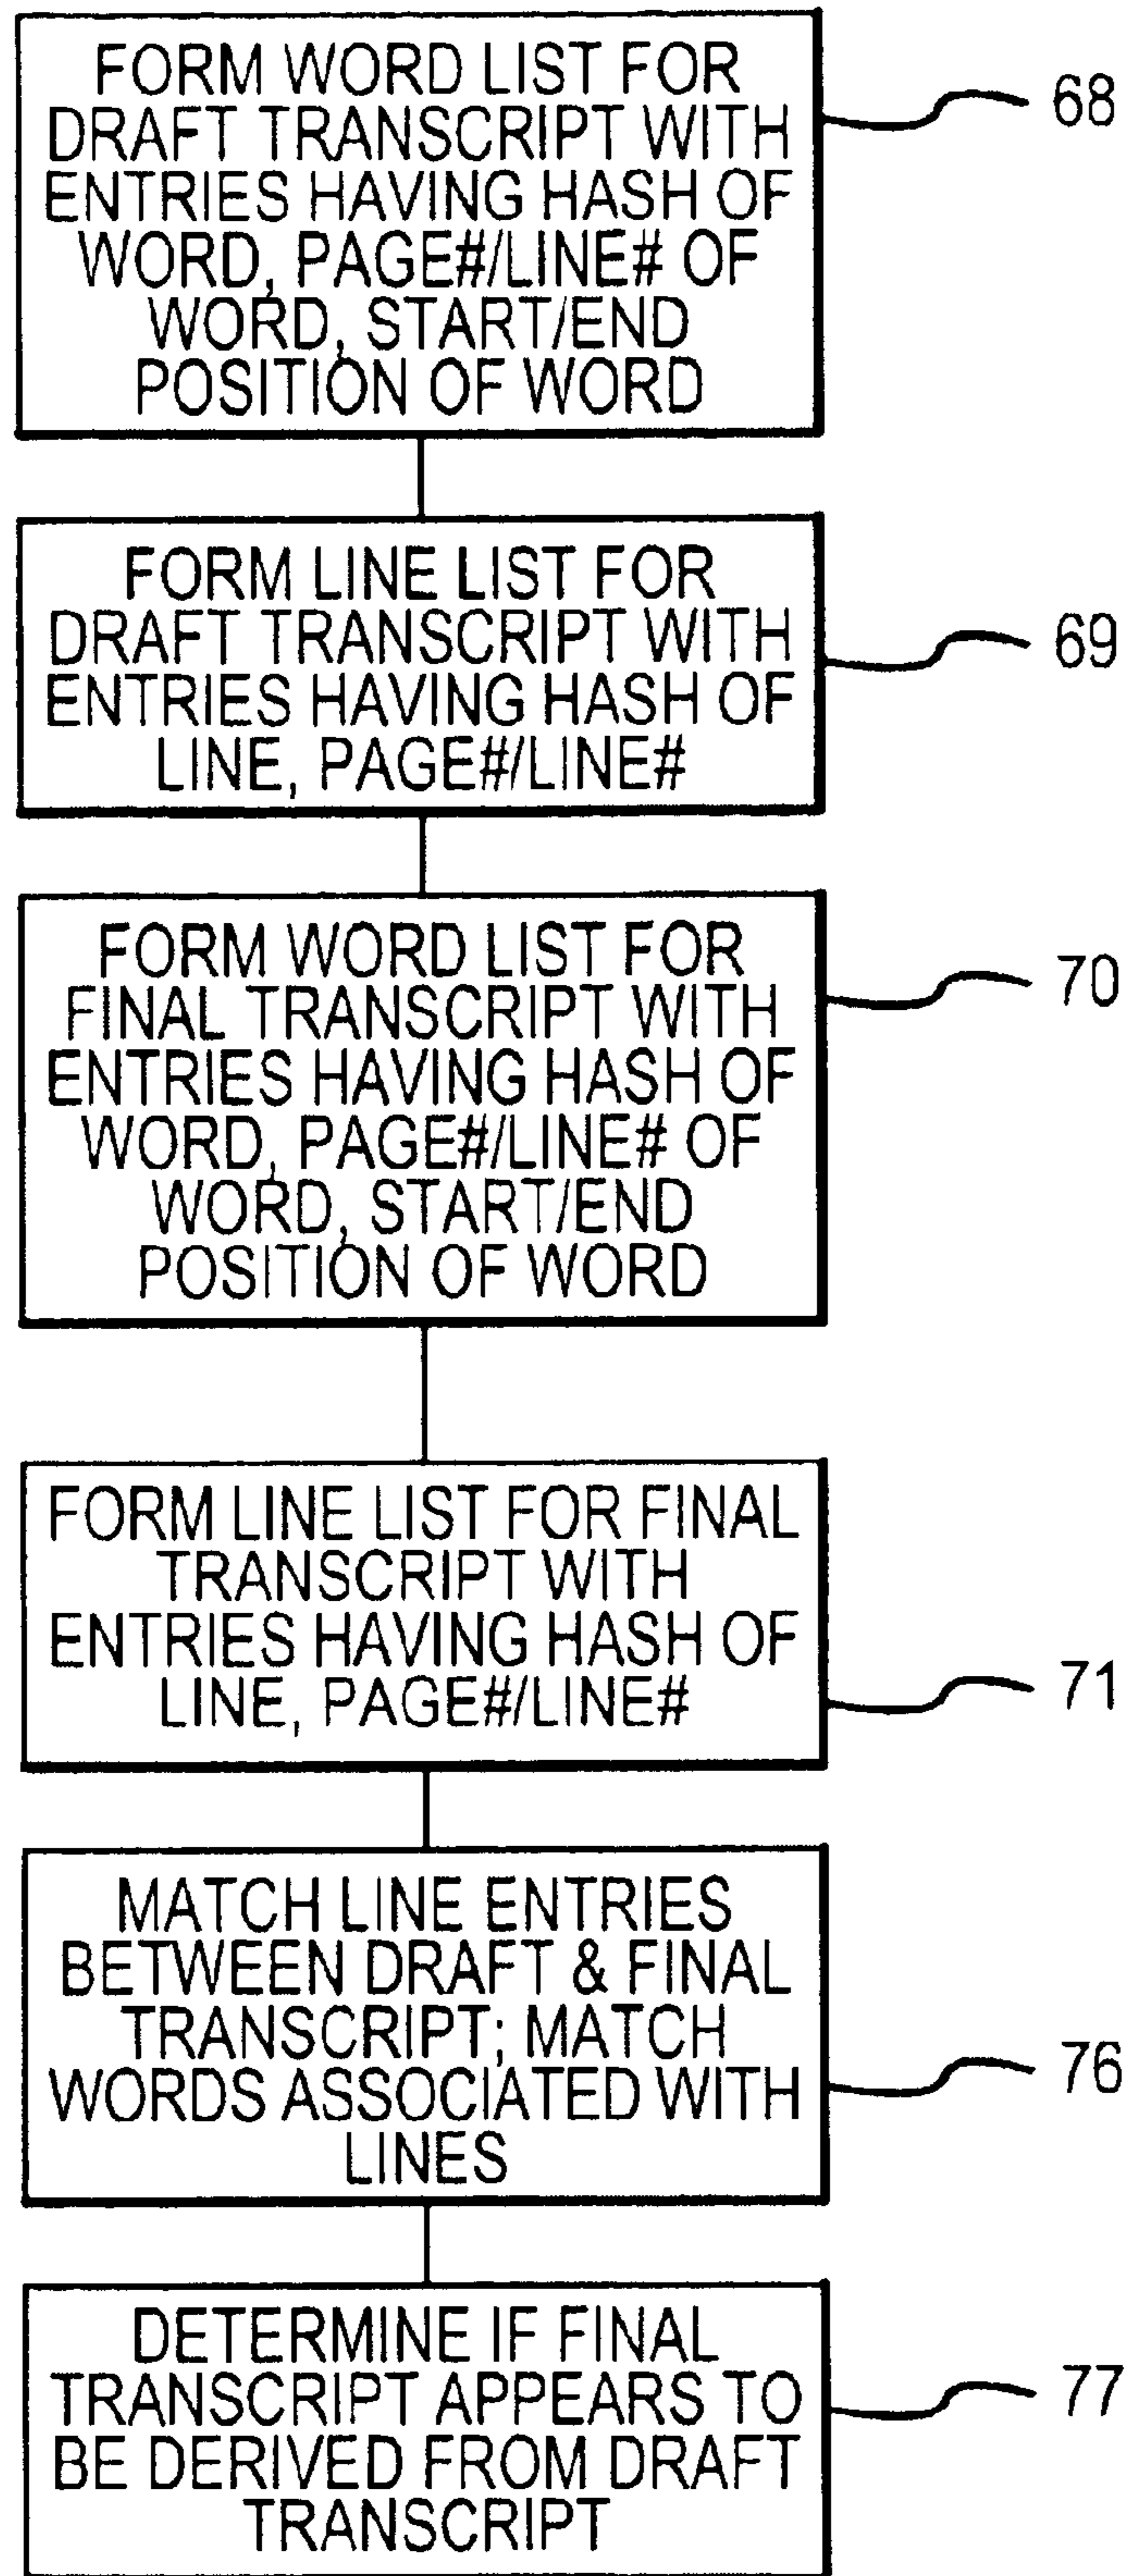 FORM WORD LIST FOR
DRAFT TRANSCRIPT WITH
ENTRIES HAVING HASH OF
WORD, PAGE#/LINE# OF
WORD, START/END
POSITION OF WORD
68
FORM LINE LIST FOR
DRAFT TRANSCRIPT WITH
ENTRIES HAVING HASH OF
LINE, PAGE#/LINE#
69
FORM WORD LIST FOR
FINAL TRANSCRIPT WITH
ENTRIES HAVING HASH OF
WORD, PAGE#/LINE# OF
WORD, START/END
POSITION OF WORD
70
FORM LINE LIST FOR FINAL
TRANSCRIPT WITH
ENTRIES HAVING HASH OF
LINE, PAGE#/LINE#
71
MATCH LINE ENTRIES
BETWEEN DRAFT & FINAL
TRANSCRIPT; MATCH
WORDS ASSOCIATED WITH
LINES
76
DETERMINE IF FINAL
TRANSCRIPT APPEARS TO
BE DERIVED FROM DRAFT
TRANSCRIPT
77